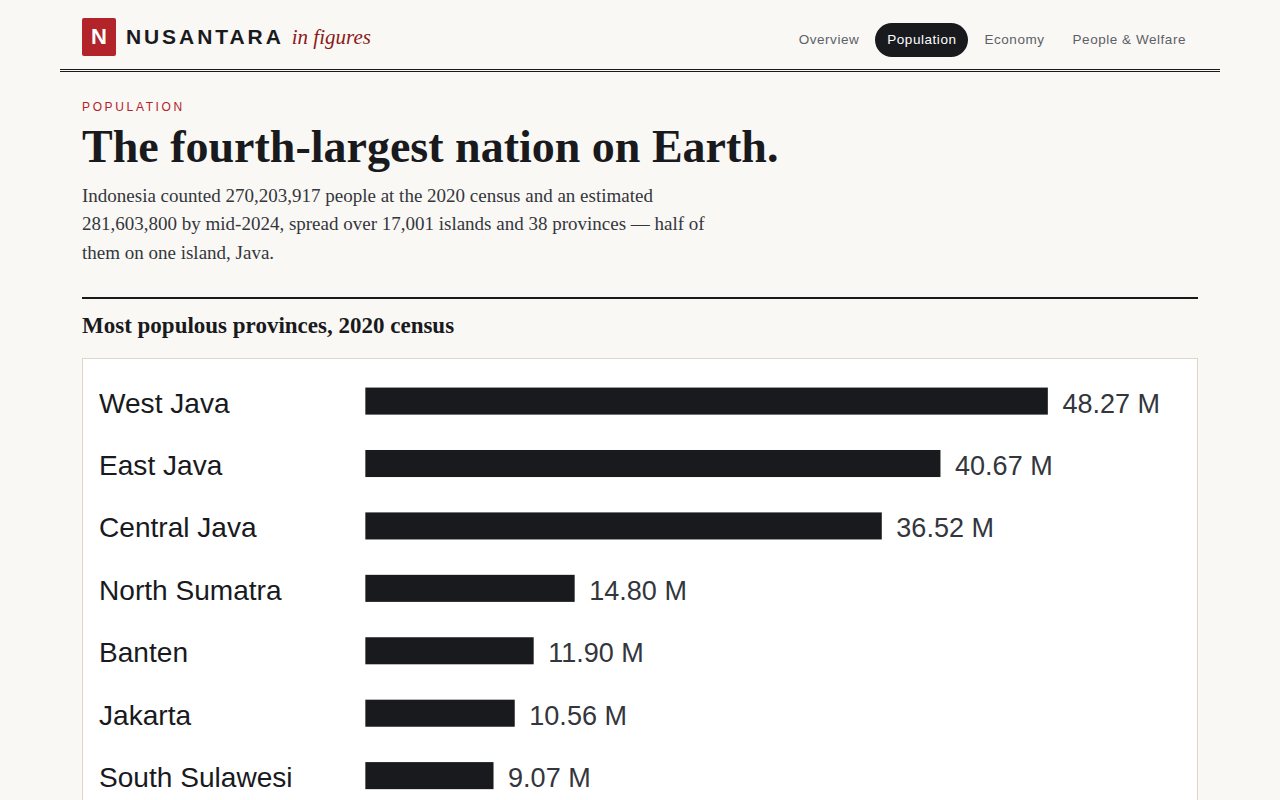 N NUSANTARA in figures
Overview Population Economy People & Welfare
POPULATION
The fourth-largest nation on Earth.
Indonesia counted 270,203,917 people at the 2020 census and an estimated
281,603,800 by mid-2024, spread over 17,001 islands and 38 provinces — half of
them on one island, Java.
Most populous provinces, 2020 census
West Java 48.27 M
East Java 40.67 M
Central Java 36.52 M
North Sumatra 14.80 M
Banten 11.90 M
Jakarta 10.56 M
South Sulawesi 9.07 M